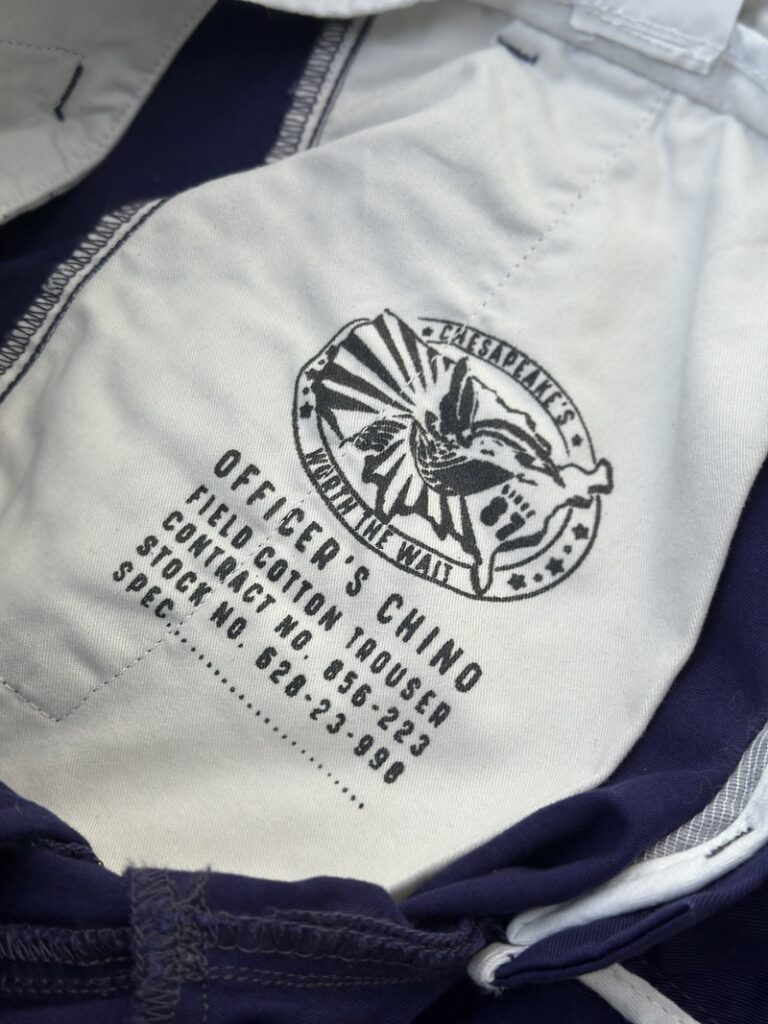 CHESAPEAKE'S
SINCE
87
WORTH THE WAIT
OFFICER'S CHINO
FIELD COTTON TROUSER
CONTRACT NO. 856-223
STOCK NO. 628-23-998
SPEC..............................